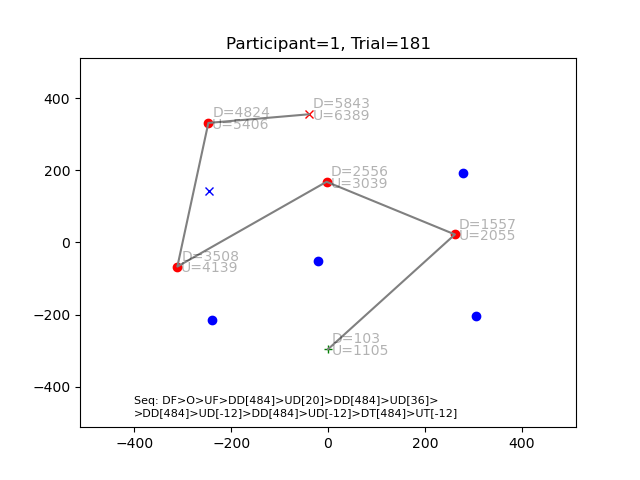 Participant=1, Trial=181
D=5843
U=6389
D=4824
U=5406
D=2556
U=3039
D=1557
U=2055
D=3508
U=4139
D=103
U=1105
Seq: DF>O>UF>DD[484]>UD[20]>DD[484]>UD[36]>
>DD[484]>UD[-12]>DD[484]>UD[-12]>DT[484]>UT[-12]
400
200
0
−200
−400
−400 −200 0 200 400